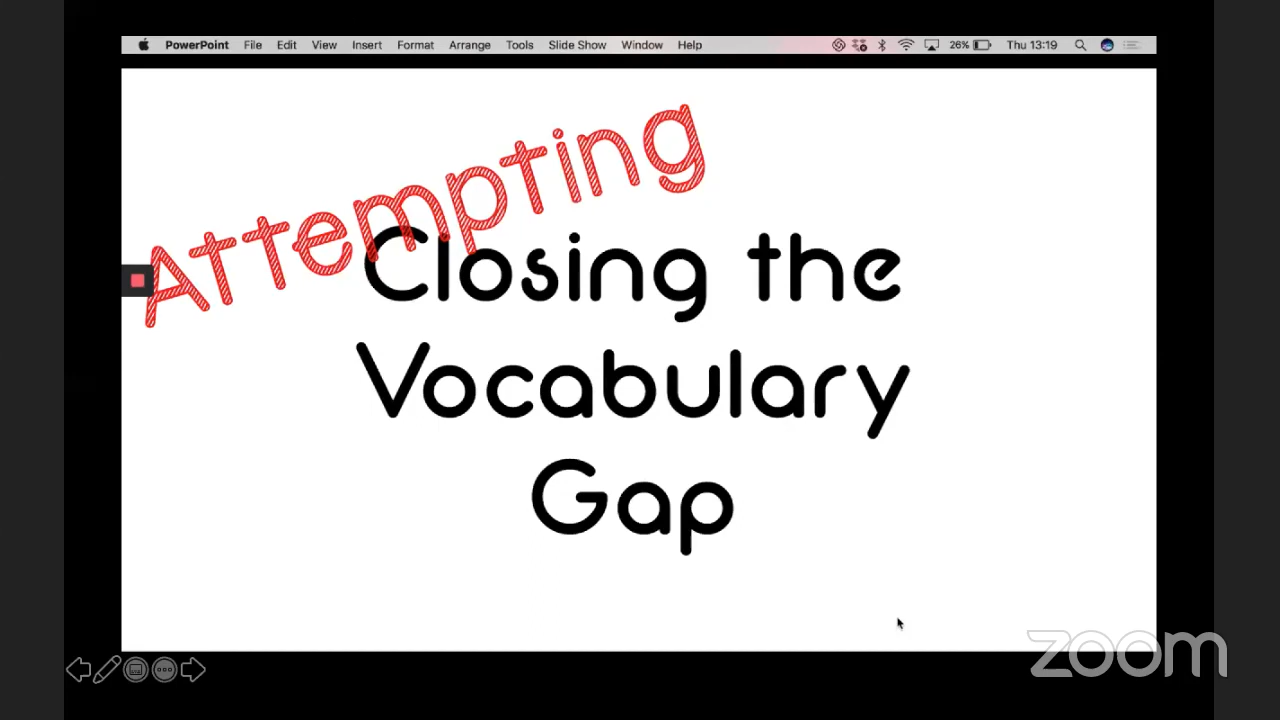 PowerPoint File Edit View Insert Format Arrange Tools Slide Show Window Help 26% Thu 13:19
Attempting
Closing the
Vocabulary
Gap
zoom